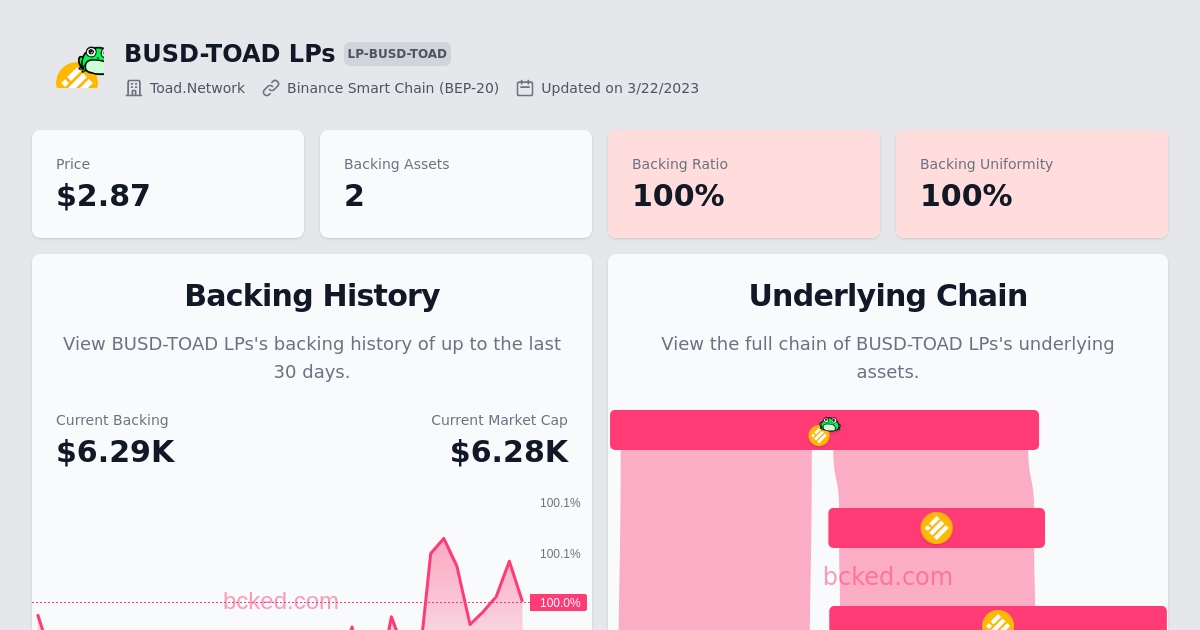 BUSD-TOAD LPs LP-BUSD-TOAD
Toad.Network Binance Smart Chain (BEP-20) Updated on 3/22/2023
Price
$2.87
Backing Assets
2
Backing Ratio
100%
Backing Uniformity
100%
Backing History
View BUSD-TOAD LPs's backing history of up to the last
30 days.
Current Backing
$6.29K
Current Market Cap
$6.28K
100.1%
100.1%
100.0%
bcked.com
Underlying Chain
View the full chain of BUSD-TOAD LPs's underlying
assets.
bcked.com